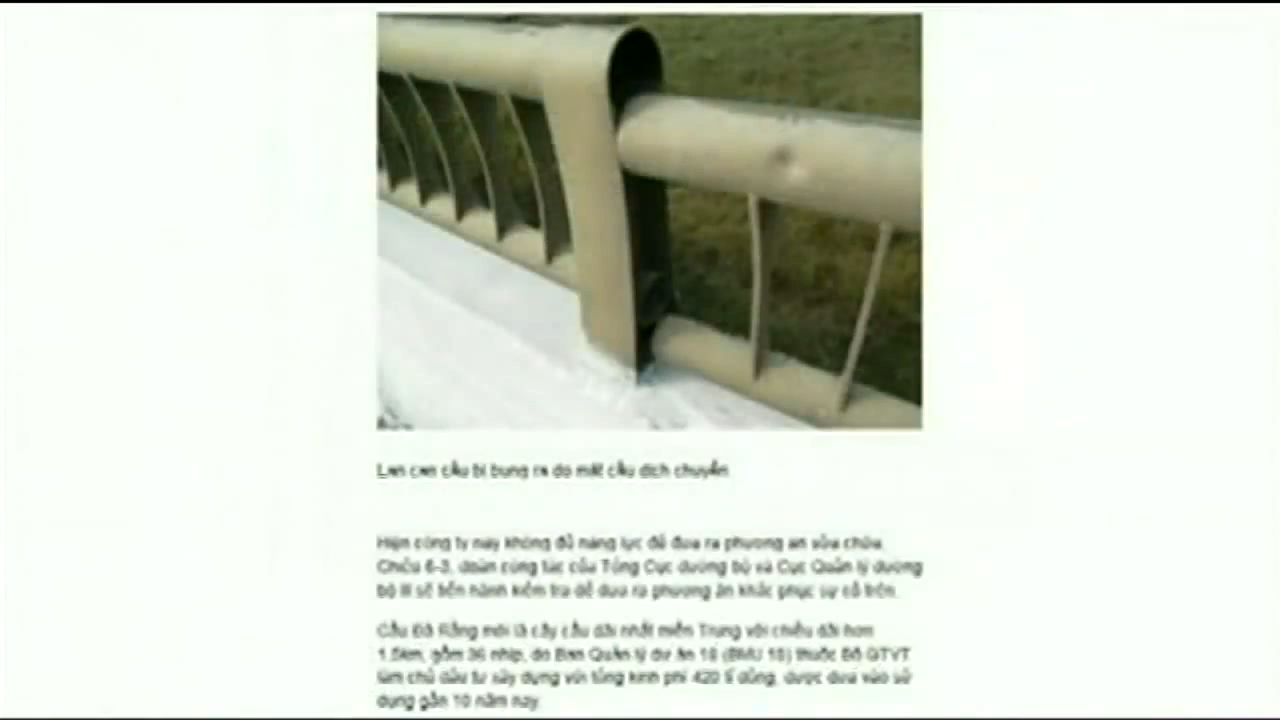 Lan can cầu bị bung ra do mặt cầu dịch chuyển
Hiện công ty này không đủ năng lực để đưa ra phương án sửa chữa.
Chiều 6-3, đoàn công tác của Tổng Cục đường bộ và Cục Quản lý đường
bộ III sẽ tiến hành kiểm tra để đưa ra phương án khắc phục sự cố trên.
Cầu Đà Rằng mới là cây cầu dài nhất miền Trung với chiều dài hơn
1.5km, gồm 36 nhịp, do Ban Quản lý dự án 18 (BMU 18) thuộc Bộ GTVT
làm chủ đầu tư xây dựng với tổng kinh phí 420 tỉ đồng, được đưa vào sử
dụng gần 10 năm nay.